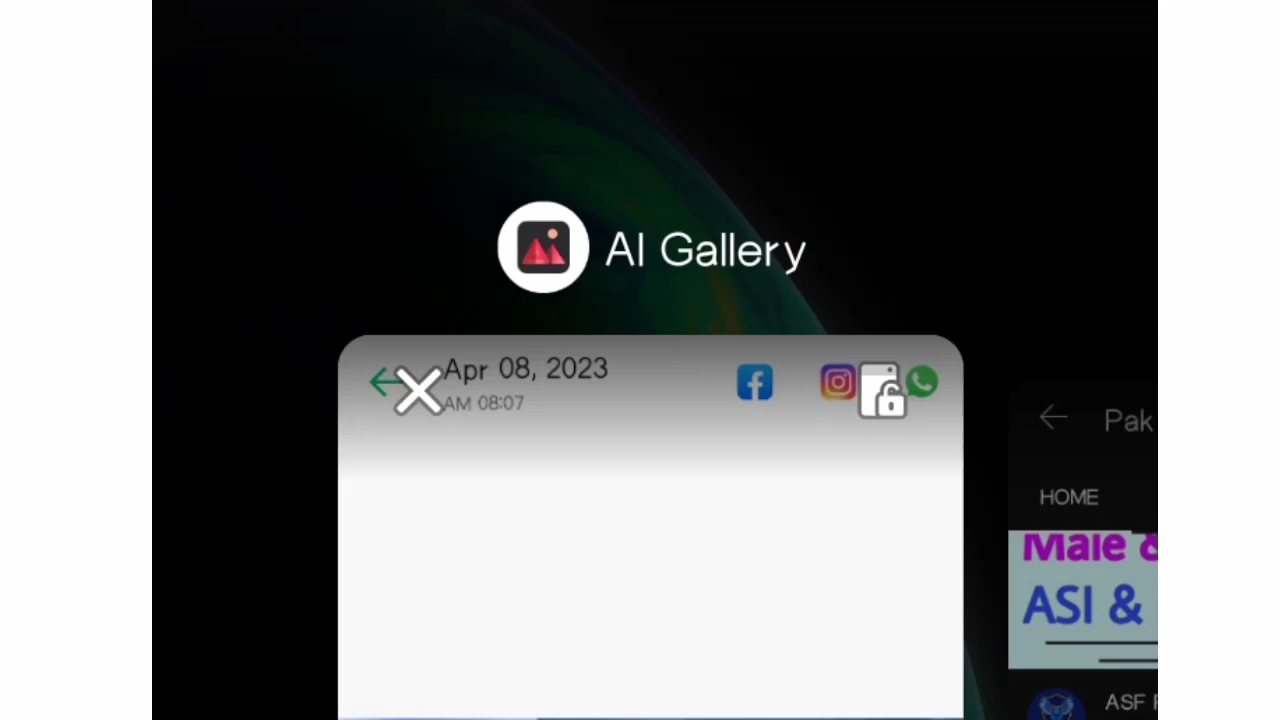 AI Gallery
Apr 08, 2023
AM 08:07
Pak
HOME
Male &
ASI &
ASF